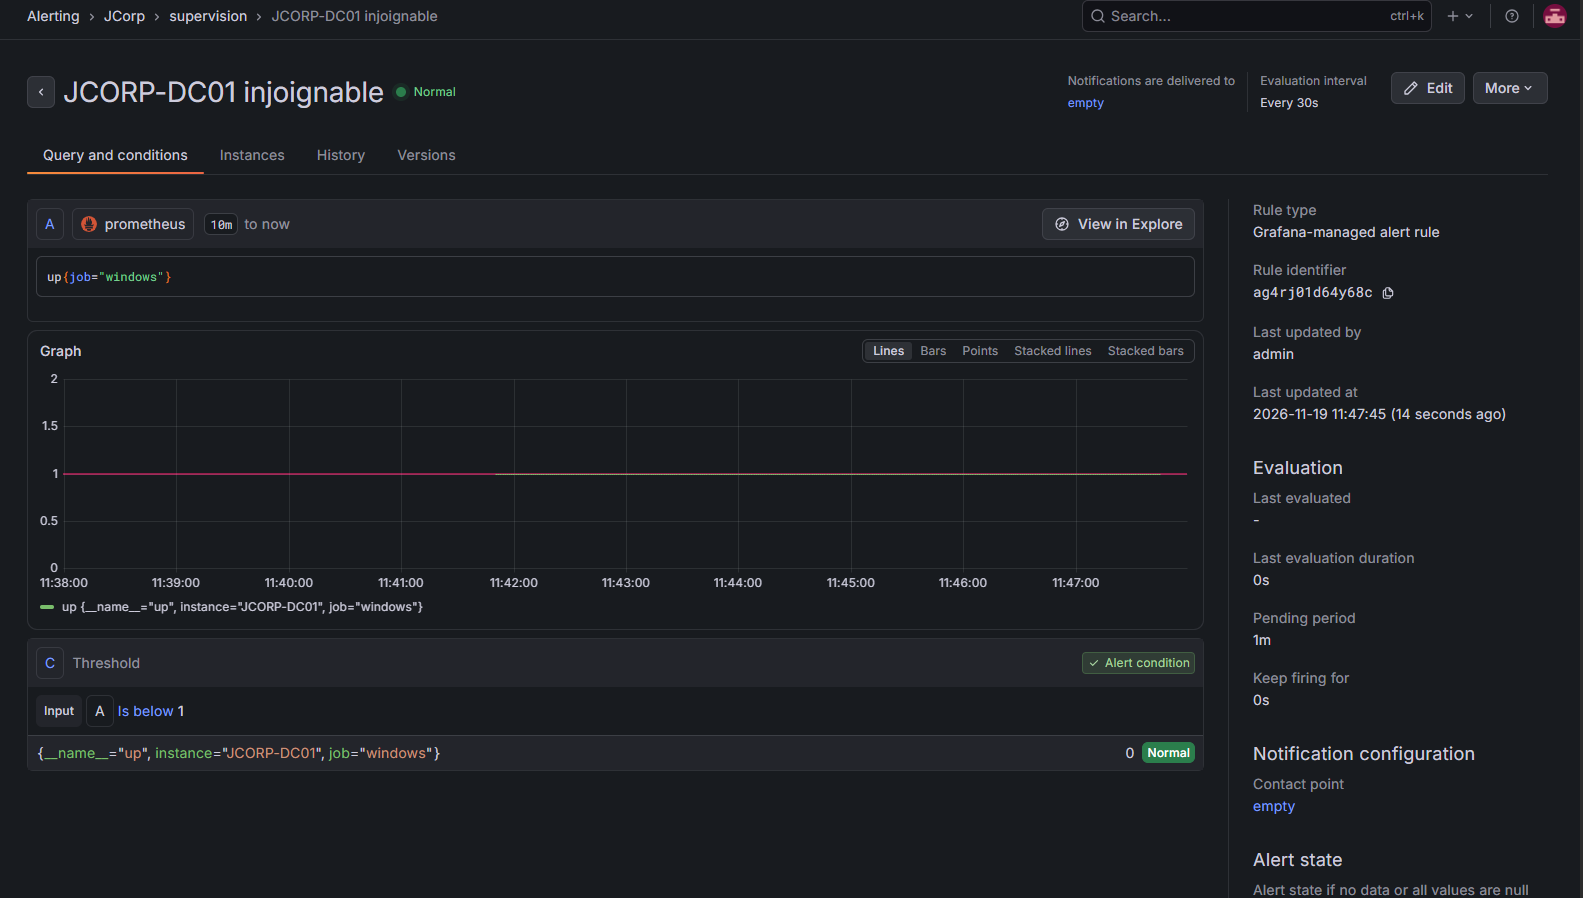 Alerting › JCorp › supervision › JCORP-DC01 injoignable
Search... ctrl+k
JCORP-DC01 injoignable Normal
Notifications are delivered to
empty
Evaluation interval
Every 30s
Edit
More
Query and conditions Instances History Versions
A prometheus 10m to now View in Explore
up{job="windows"}
Graph Lines Bars Points Stacked lines Stacked bars
2
1.5
1
0.5
0
11:38:00 11:39:00 11:40:00 11:41:00 11:42:00 11:43:00 11:44:00 11:45:00 11:46:00 11:47:00
up {__name__="up", instance="JCORP-DC01", job="windows"}
C Threshold Alert condition
Input A Is below 1
{__name__="up", instance="JCORP-DC01", job="windows"} 0 Normal
Rule type
Grafana-managed alert rule
Rule identifier
ag4rj01d64y68c
Last updated by
admin
Last updated at
2026-11-19 11:47:45 (14 seconds ago)
Evaluation
Last evaluated
-
Last evaluation duration
0s
Pending period
1m
Keep firing for
0s
Notification configuration
Contact point
empty
Alert state
Alert state if no data or all values are null